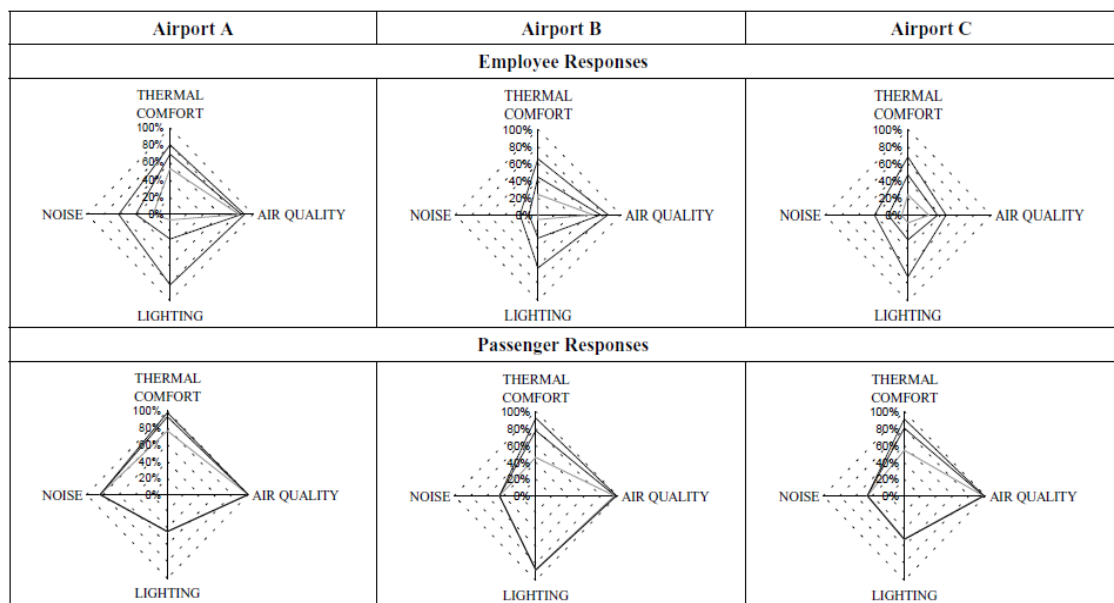 Airport A
Airport B
Airport C
Employee Responses
THERMAL
COMFORT
100%
80%
60%
40%
20%
0%
NOISE
AIR QUALITY
LIGHTING
THERMAL
COMFORT
100%
80%
60%
40%
20%
0%
NOISE
AIR QUALITY
LIGHTING
THERMAL
COMFORT
100%
80%
60%
40%
20%
0%
NOISE
AIR QUALITY
LIGHTING
Passenger Responses
THERMAL
COMFORT
100%
80%
60%
40%
20%
0%
NOISE
AIR QUALITY
LIGHTING
THERMAL
COMFORT
100%
80%
60%
40%
20%
0%
NOISE
AIR QUALITY
LIGHTING
THERMAL
COMFORT
100%
80%
60%
40%
20%
0%
NOISE
AIR QUALITY
LIGHTING